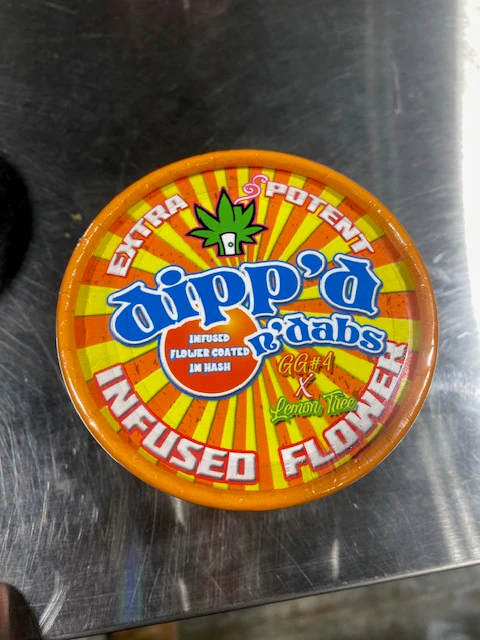 EXTRA POTENT
dipp'd
n'dabs
INFUSED
FLOWER COATED
IN HASH
GG#4
X
Lemon Tree
INFUSED FLOWER